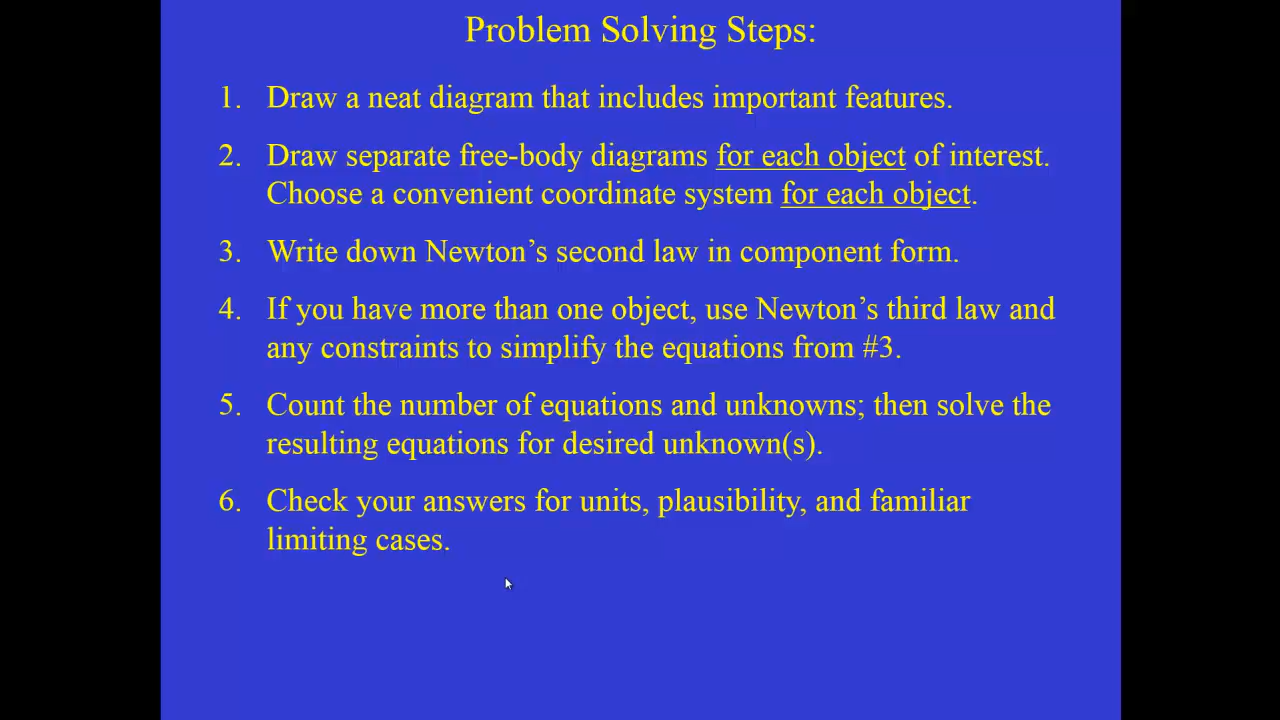 Problem Solving Steps:
1. Draw a neat diagram that includes important features.
2. Draw separate free-body diagrams for each object of interest.
Choose a convenient coordinate system for each object.
3. Write down Newton’s second law in component form.
4. If you have more than one object, use Newton’s third law and
any constraints to simplify the equations from #3.
5. Count the number of equations and unknowns; then solve the
resulting equations for desired unknown(s).
6. Check your answers for units, plausibility, and familiar
limiting cases.